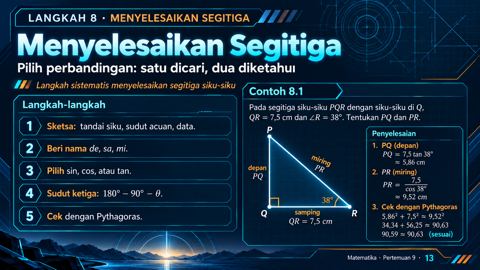 LANGKAH 8 • MENYELESAIKAN SEGITIGA
Menyelesaikan Segitiga
Pilih perbandingan: satu dicari, dua diketahui
Langkah sistematis menyelesaikan segitiga siku-siku
Langkah-langkah
1 Sketsa: tandai siku, sudut acuan, data.
2 Beri nama de, sa, mi.
3 Pilih sin, cos, atau tan.
4 Sudut ketiga: 180° − 90° − θ.
5 Cek dengan Pythagoras.
Contoh 8.1
Pada segitiga siku-siku PQR dengan siku-siku di Q,
QR = 7,5 cm dan ∠R = 38°. Tentukan PQ dan PR.
P
depan
PQ
miring
PR
38°
Q
R
samping
QR = 7,5 cm
Penyelesaian
1. PQ (depan)
PQ = 7,5 tan 38°
≈ 5,86 cm
2. PR (miring)
PR = 7,5 / cos 38°
≈ 9,52 cm
3. Cek dengan Pythagoras
5,86² + 7,5² ≈ 9,52²
34,34 + 56,25 ≈ 90,63
90,59 ≈ 90,63 (sesuai)
Matematika • Pertemuan 9 • 13